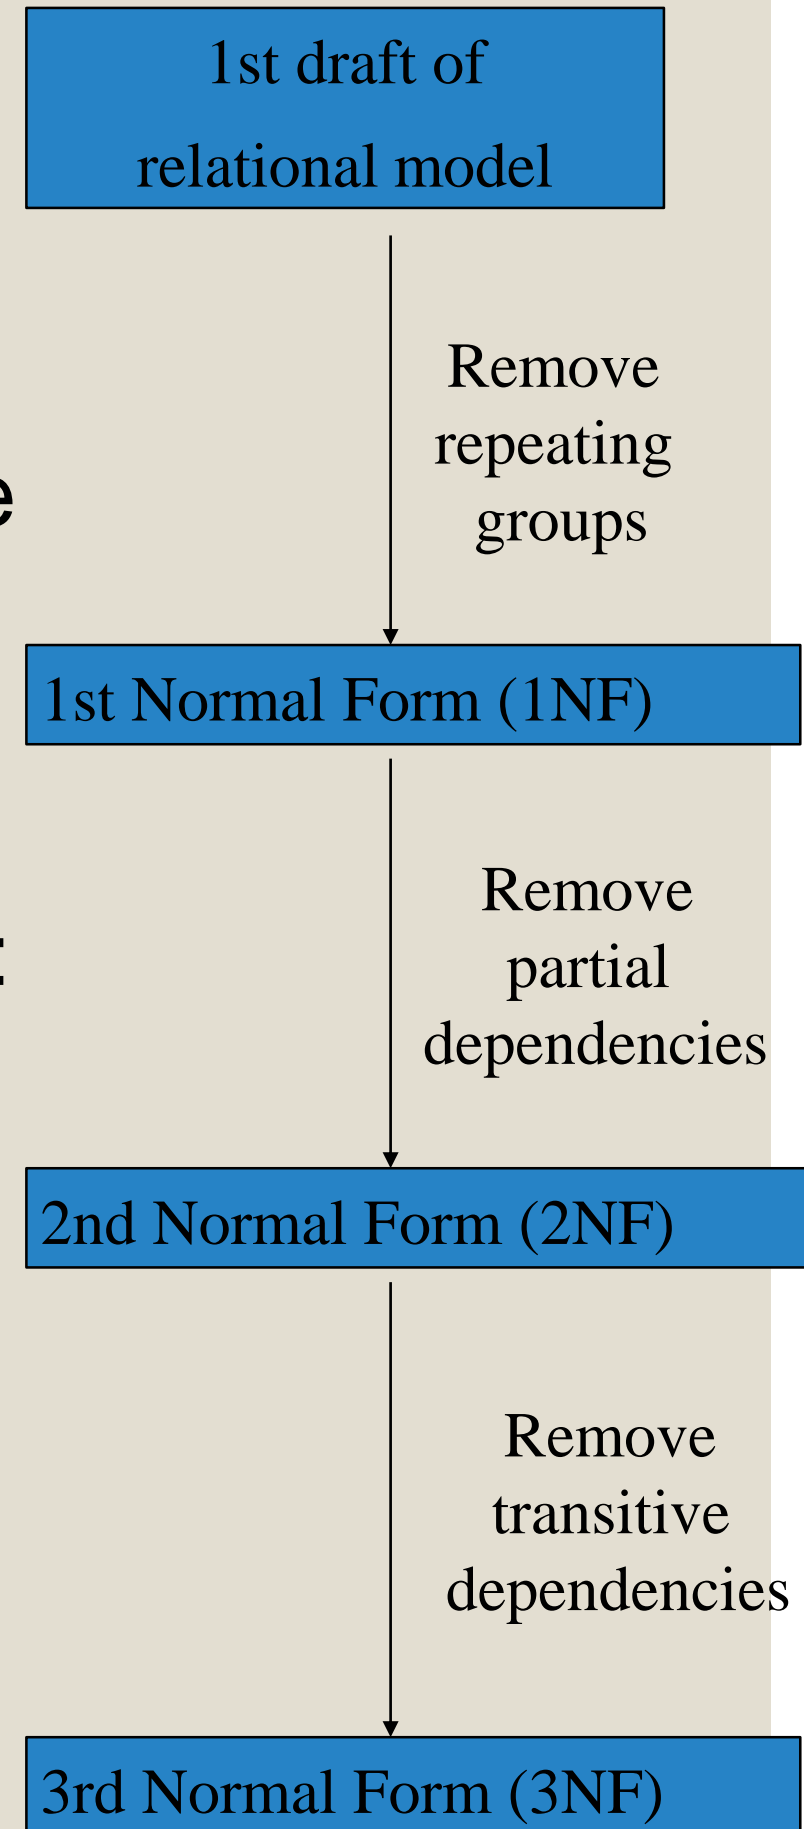 1st draft of
relational model
Remove
repeating
groups
e
1st Normal Form (1NF)
Remove
partial
dependencies
2nd Normal Form (2NF)
Remove
transitive
dependencies
3rd Normal Form (3NF)